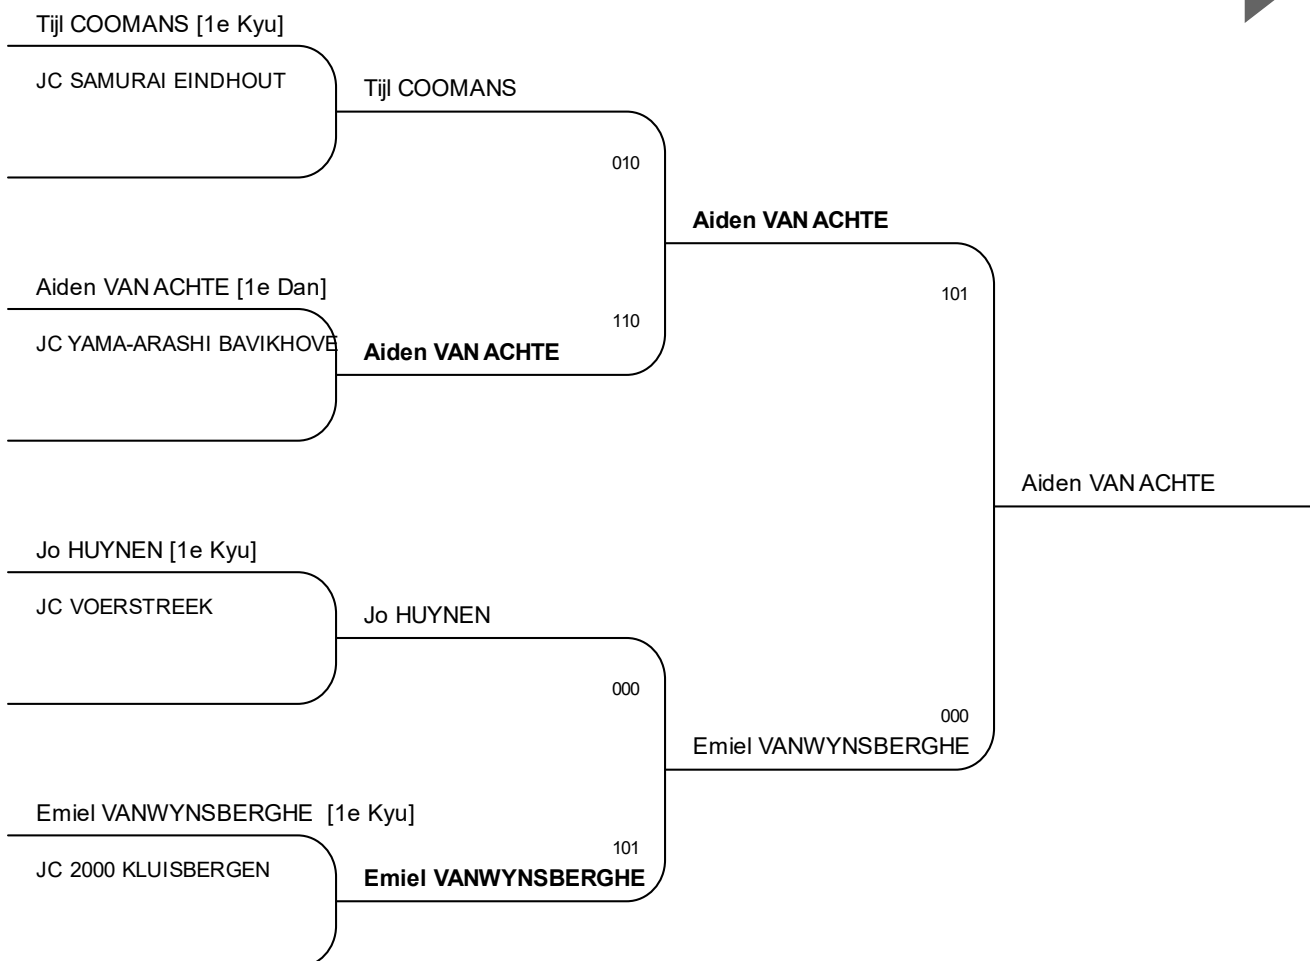 Tijl COOMANS [1e Kyu]
JC SAMURAI EINDHOUT
Tijl COOMANS
010
Aiden VAN ACHTE
Aiden VAN ACHTE [1e Dan]
101
110
JC YAMA-ARASHI BAVIKHOVE
Aiden VAN ACHTE
Aiden VAN ACHTE
Jo HUYNEN [1e Kyu]
JC VOERSTREEK
Jo HUYNEN
000
000
Emiel VANWYNSBERGHE
Emiel VANWYNSBERGHE [1e Kyu]
101
JC 2000 KLUISBERGEN
Emiel VANWYNSBERGHE